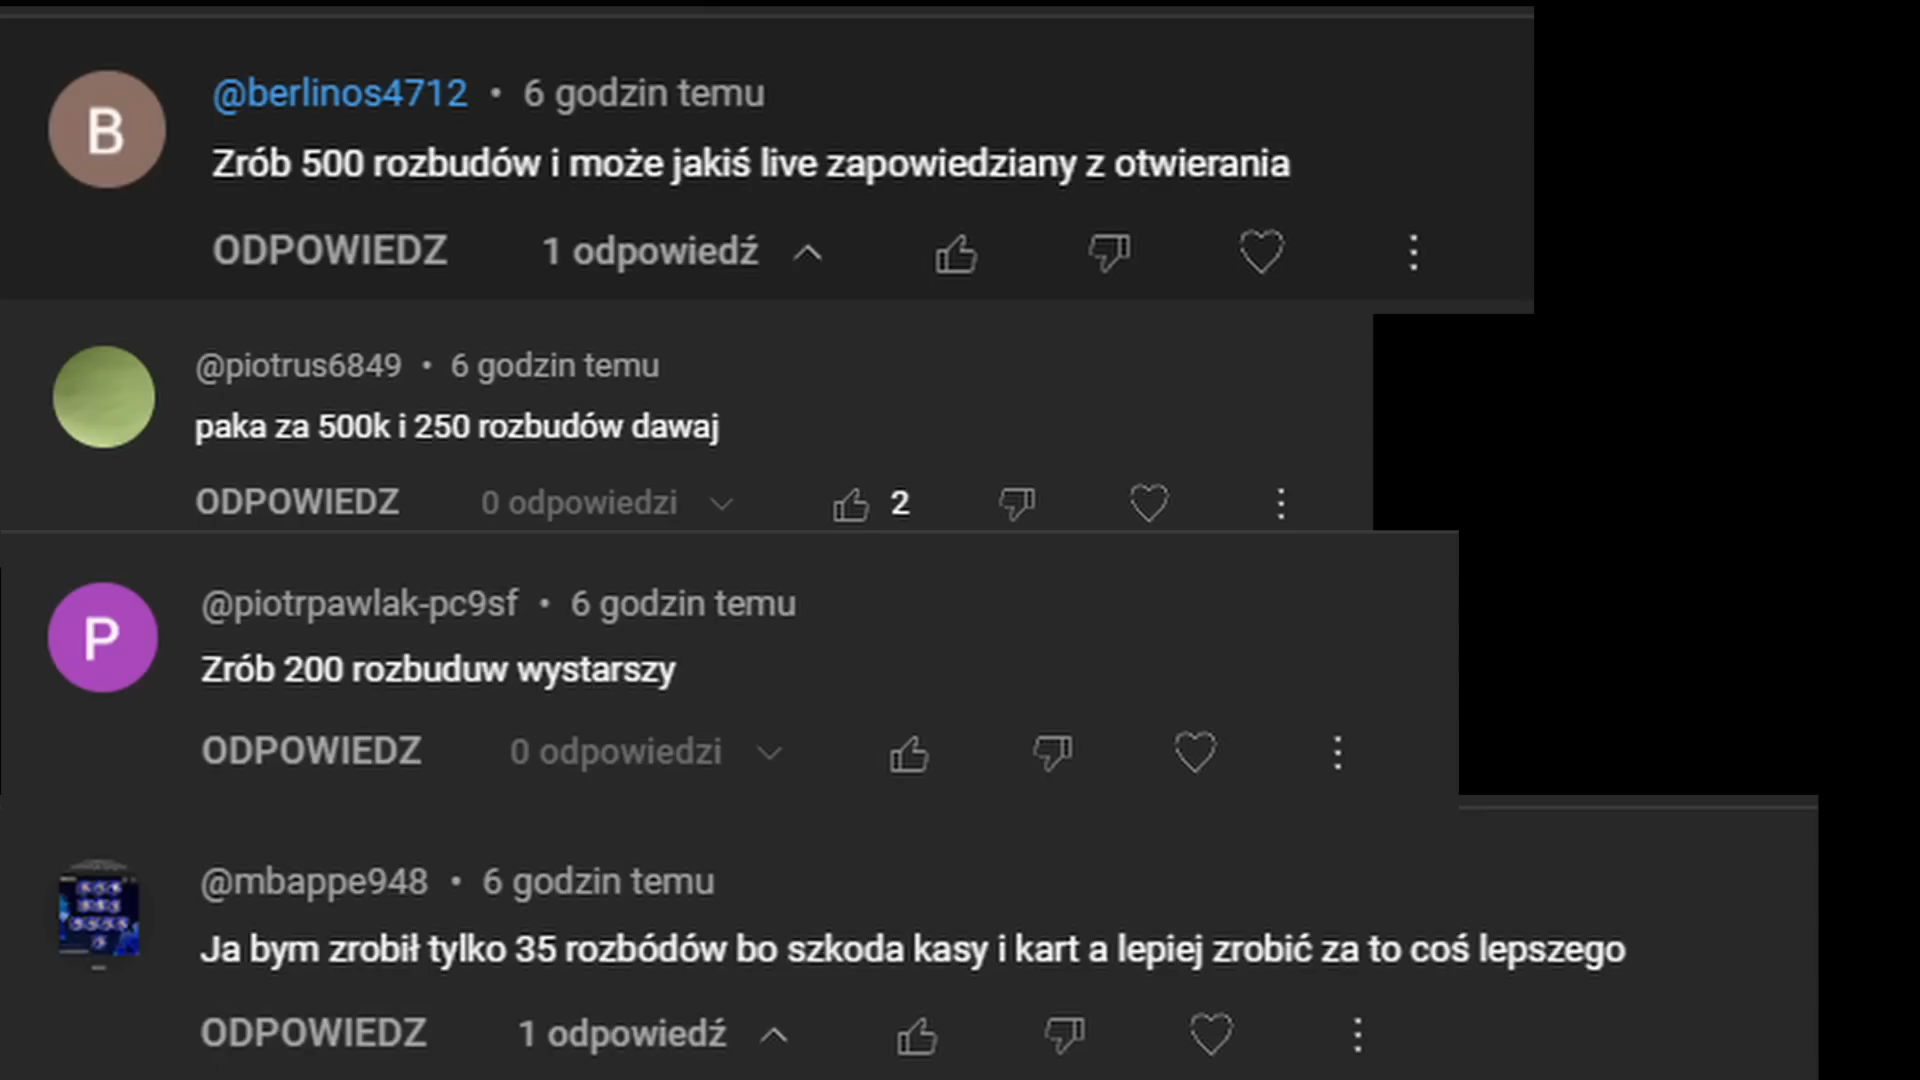 B
@berlinos4712 • 6 godzin temu
Zrób 500 rozbudów i może jakiś live zapowiedziany z otwierania
ODPOWIEDZ 1 odpowiedź
@piotrus6849 • 6 godzin temu
paka za 500k i 250 rozbudów dawaj
ODPOWIEDZ 0 odpowiedzi 2
P
@piotrpawlak-pc9sf • 6 godzin temu
Zrób 200 rozbuduw wystarszy
ODPOWIEDZ 0 odpowiedzi
@mbappe948 • 6 godzin temu
Ja bym zrobił tylko 35 rozbódów bo szkoda kasy i kart a lepiej zrobić za to coś lepszego
ODPOWIEDZ 1 odpowiedź